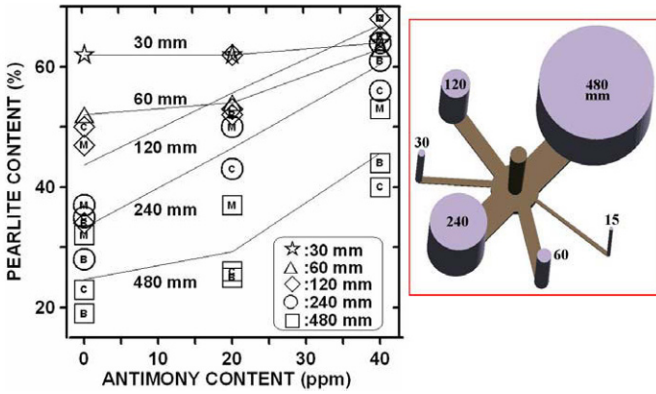 PEARLITE CONTENT (%)
60
40
20
30 mm
60 mm
120 mm
240 mm
480 mm
C
M
M
C
M
B
C
B
M
C
M
B
C
B
B
C
M
B
C
☆:30 mm
△:60 mm
◇:120 mm
○:240 mm
□:480 mm
0
20
40
ANTIMONY CONTENT (ppm)
120
480
mm
30
240
15
60